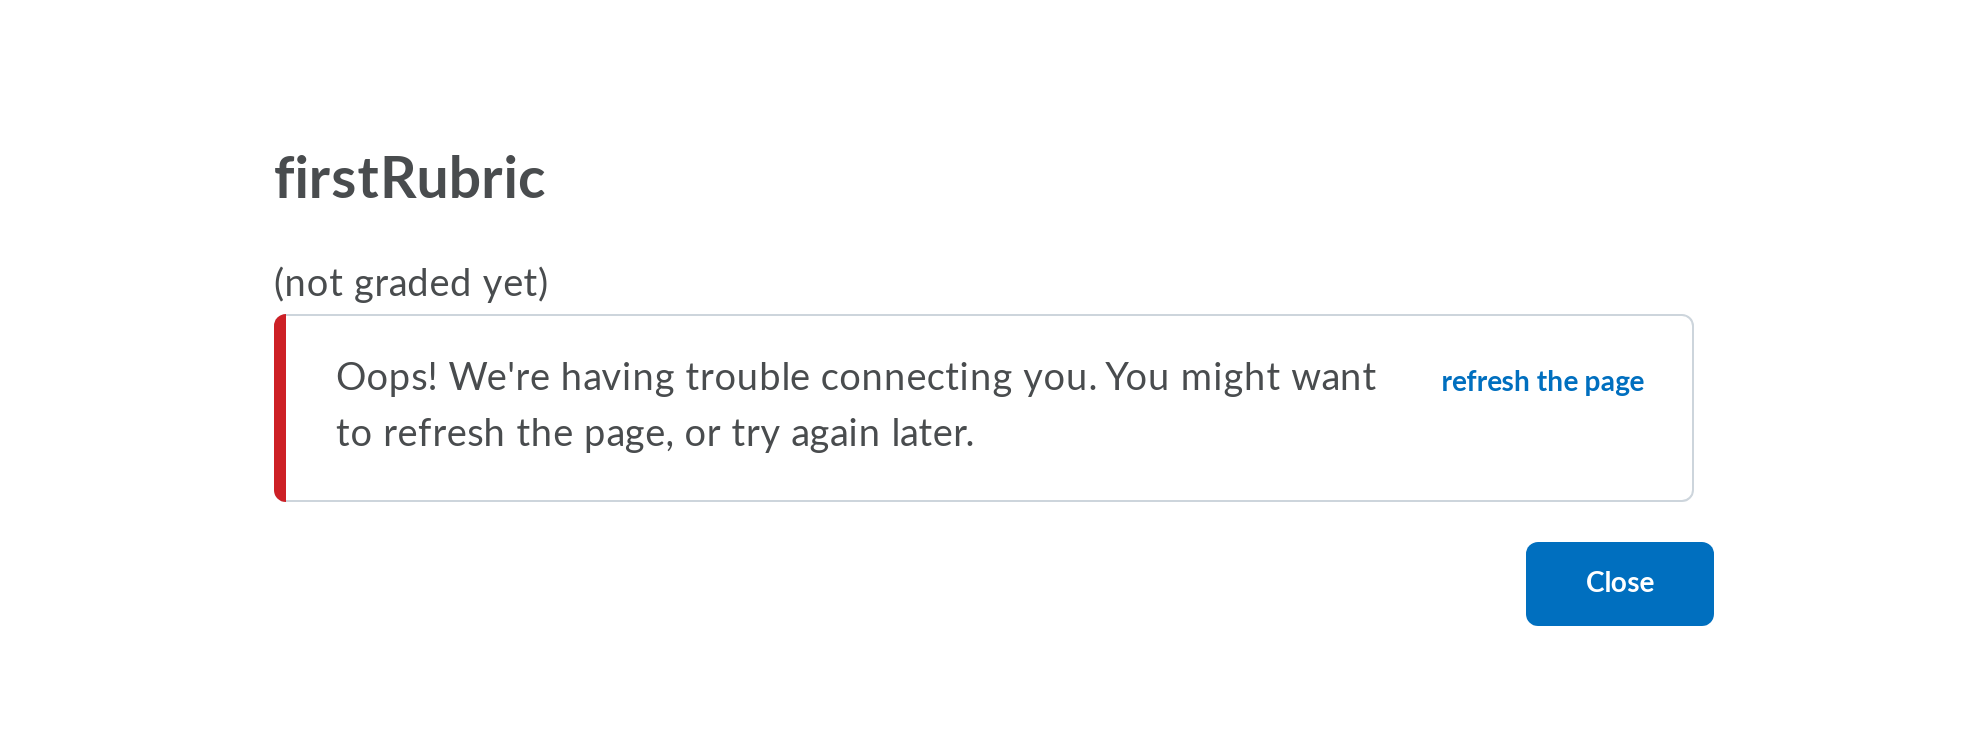 firstRubric
(not graded yet)
Oops! We're having trouble connecting you. You might want
to refresh the page, or try again later.
refresh the page
Close